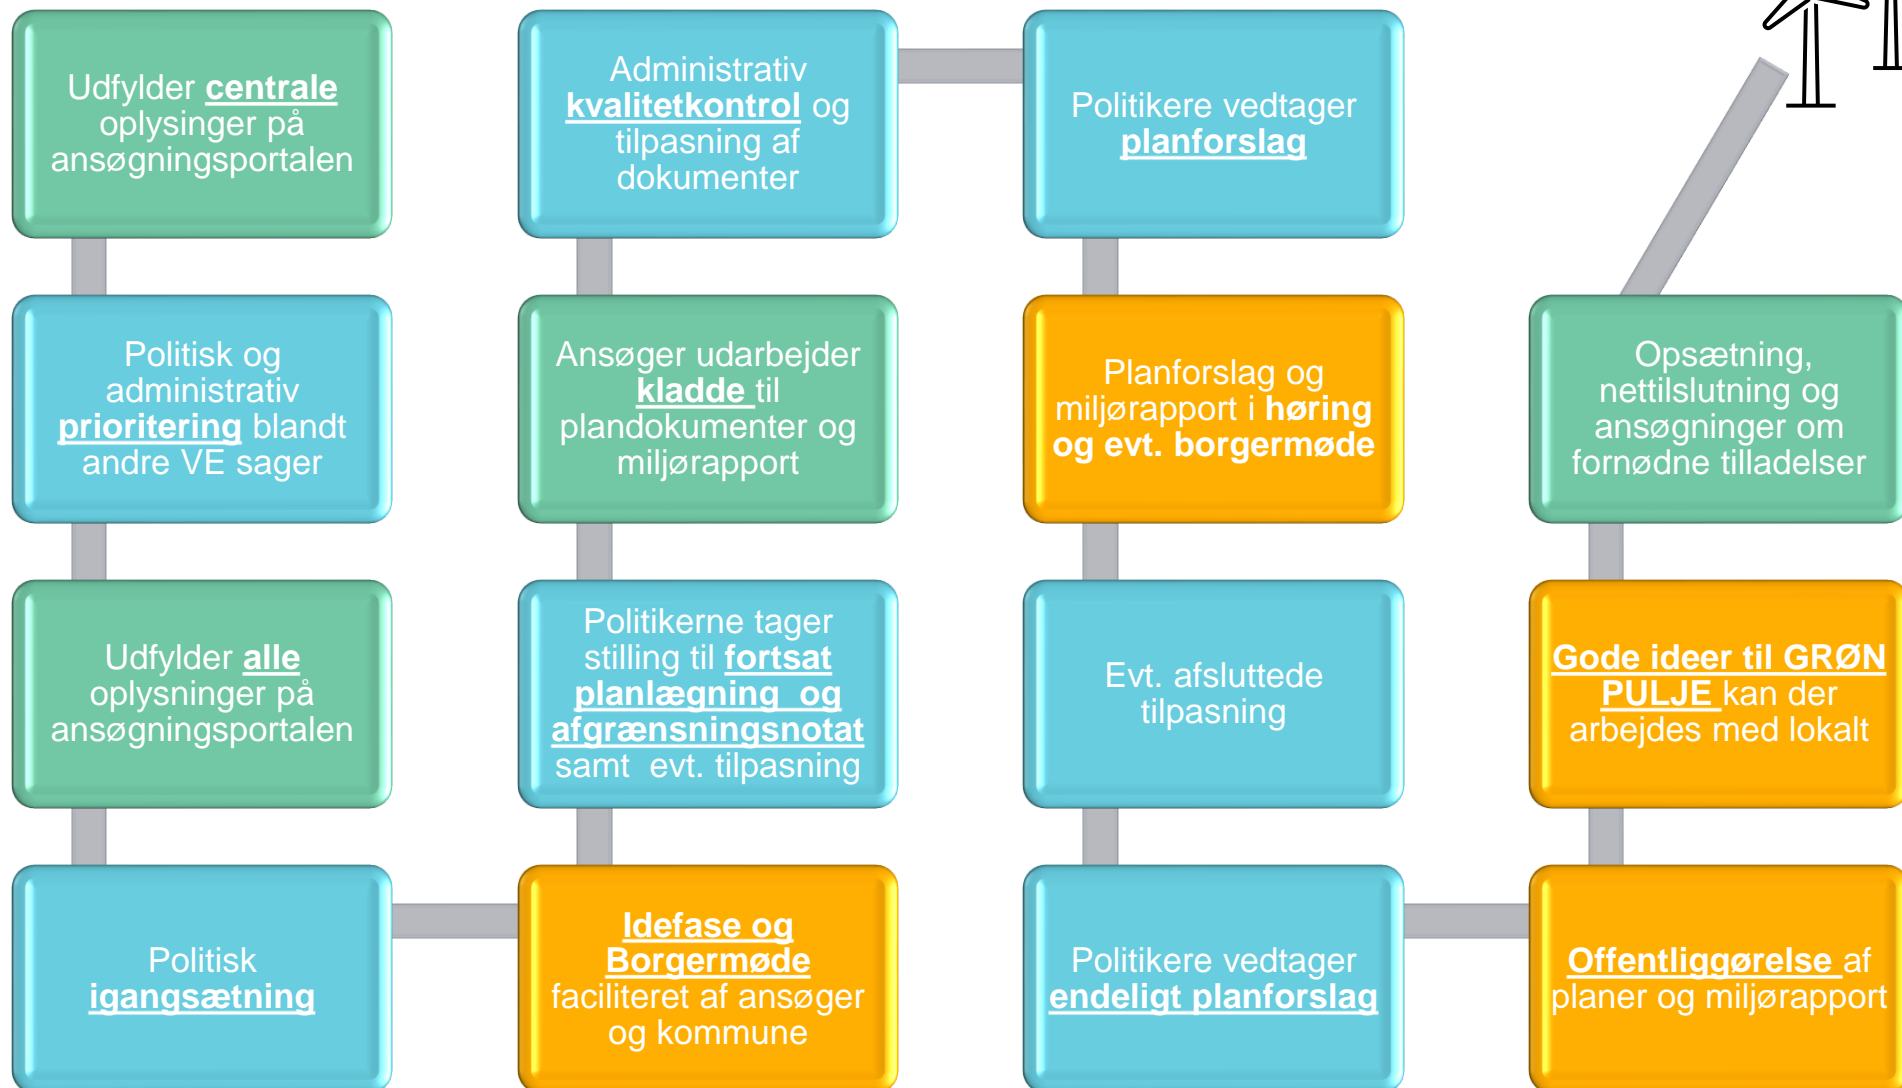 Udfylder centrale
oplysinger på
ansøgningsportalen
Politisk og
administrativ
prioritering blandt
andre VE sager
Udfylder alle
oplysninger på
ansøgningsportalen
Politisk
igangsætning
Idefase og
Borgermøde
faciliteret af ansøger
og kommune
Politikerne tager
stilling til fortsat
planlægning og
afgrænsningsnotat
samt evt. tilpasning
Ansøger udarbejder
kladde til
plandokumenter og
miljørapport
Administrativ
kvalitetkontrol og
tilpasning af
dokumenter
Politikere vedtager
planforslag
Planforslag og
miljørapport i høring
og evt. borgermøde
Evt. afsluttede
tilpasning
Politikere vedtager
endeligt planforslag
Offentliggørelse af
planer og miljørapport
Gode ideer til GRØN
PULJE kan der
arbejdes med lokalt
Opsætning,
nettilslutning og
ansøgninger om
fornødne tilladelser